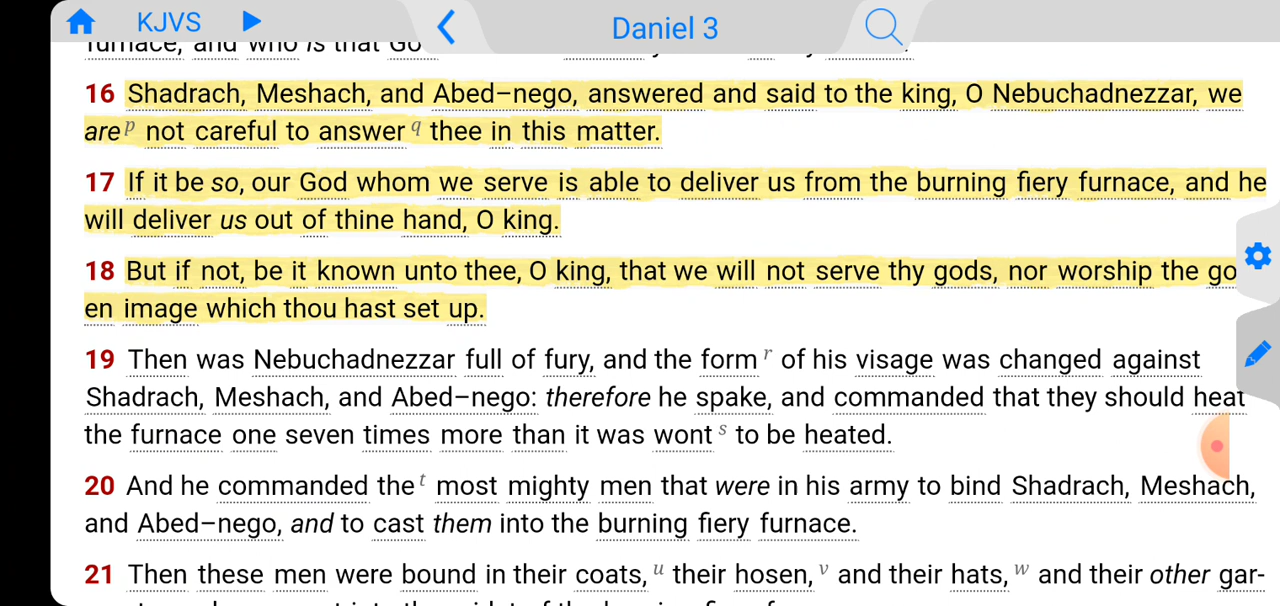 KJVS
Daniel 3
furnace, and who is that Go
16 Shadrach, Meshach, and Abed–nego, answered and said to the king, O Nebuchadnezzar, we
are p not careful to answer q thee in this matter.
17 If it be so, our God whom we serve is able to deliver us from the burning fiery furnace, and he
will deliver us out of thine hand, O king.
18 But if not, be it known unto thee, O king, that we will not serve thy gods, nor worship the go
en image which thou hast set up.
19 Then was Nebuchadnezzar full of fury, and the form r of his visage was changed against
Shadrach, Meshach, and Abed–nego: therefore he spake, and commanded that they should heat
the furnace one seven times more than it was wont s to be heated.
20 And he commanded the t most mighty men that were in his army to bind Shadrach, Meshach,
and Abed–nego, and to cast them into the burning fiery furnace.
21 Then these men were bound in their coats, u their hosen, v and their hats, w and their other gar-